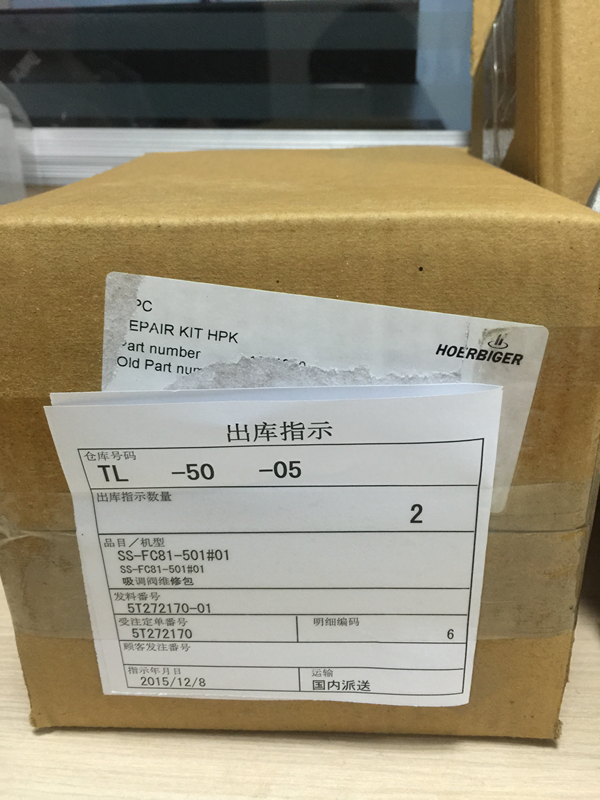 PC
EPAIR KIT HPK
art number
Old Part num
HOERBIGER
出库指示
仓库号码
TL -50 -05
出库指示数量
2
品目/机型
SS-FC81-501#01
SS-FC81-501#01
吸调阀维修包
发料番号
5T272170-01
受注定单番号
5T272170
明细编码
6
顾客发注番号
指示年月日
2015/12/8
运输
国内派送